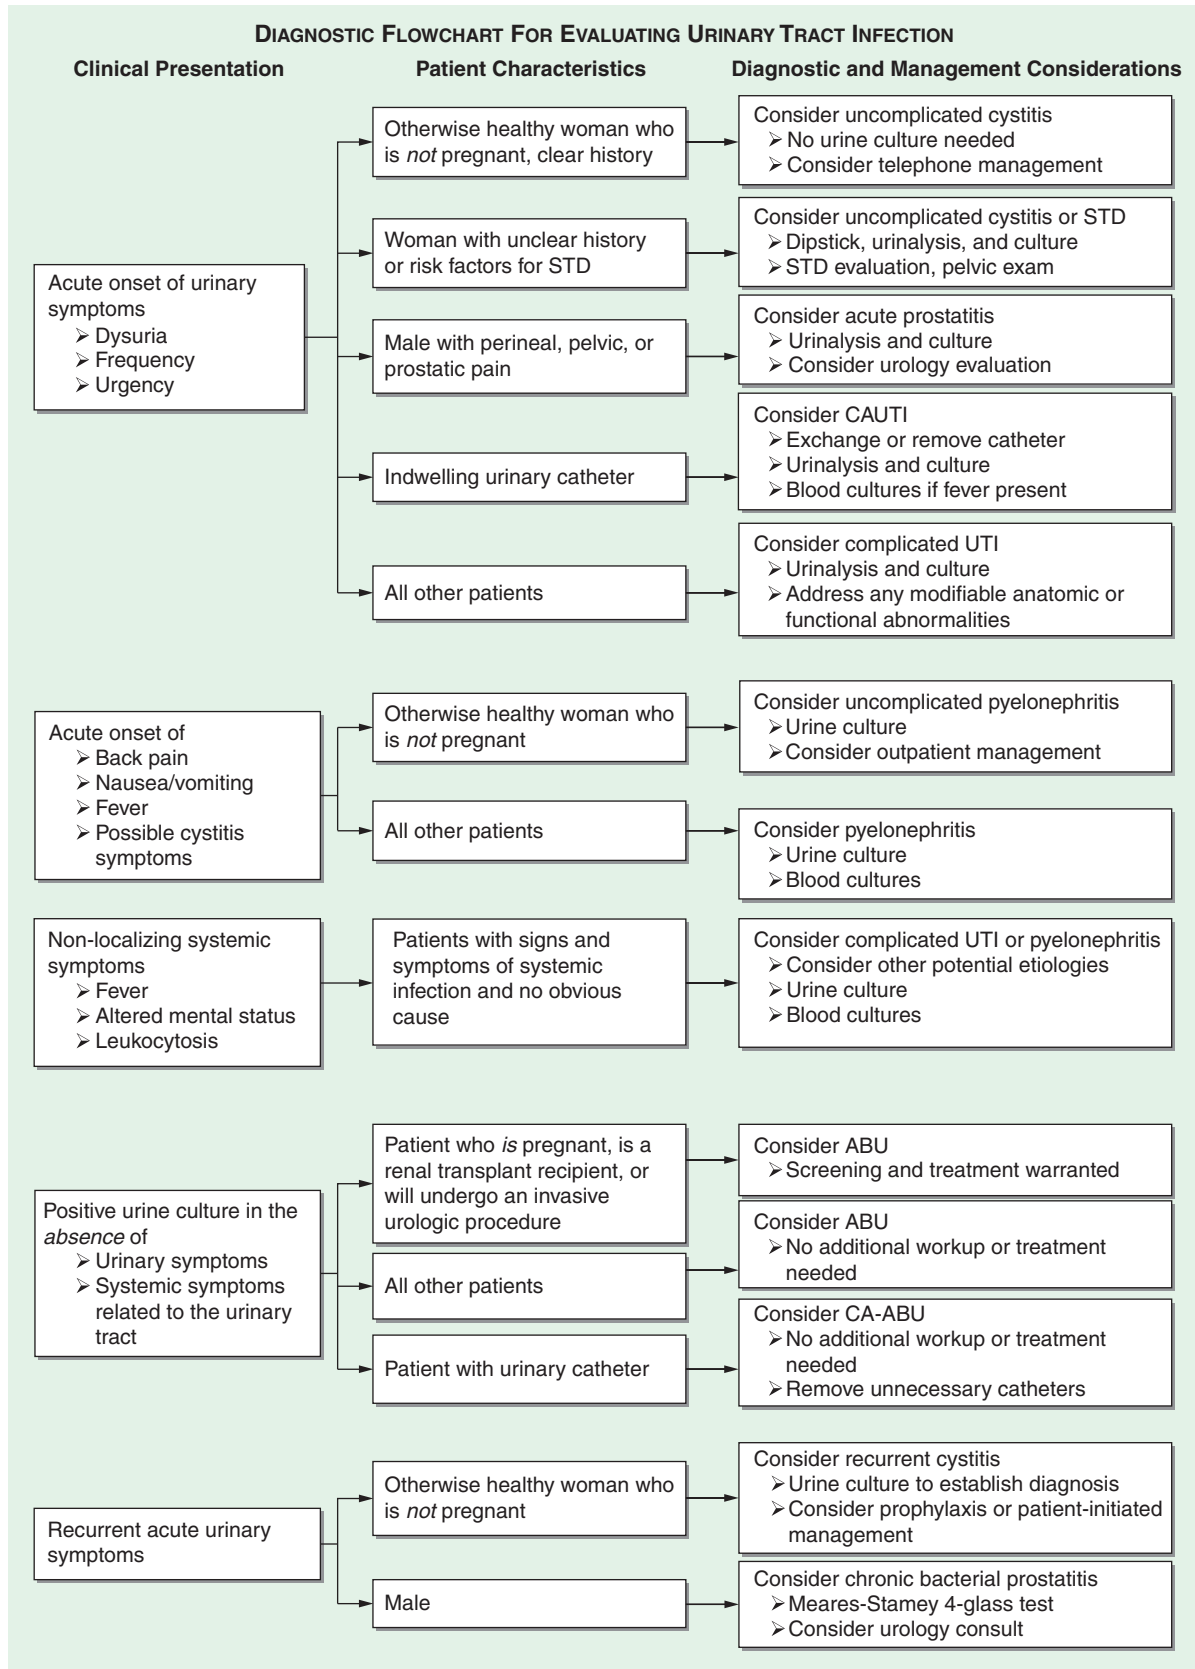 DIAGNOSTIC FLOWCHART FOR EVALUATING URINARY TRACT INFECTION
Clinical Presentation
Patient Characteristics
Diagnostic and Management Considerations
Acute onset of urinary
symptoms
➢ Dysuria
➢ Frequency
➢ Urgency
Otherwise healthy woman who
is not pregnant, clear history
Consider uncomplicated cystitis
➢ No urine culture needed
➢ Consider telephone management
Woman with unclear history
or risk factors for STD
Consider uncomplicated cystitis or STD
➢ Dipstick, urinalysis, and culture
➢ STD evaluation, pelvic exam
Male with perineal, pelvic, or
prostatic pain
Consider acute prostatitis
➢ Urinalysis and culture
➢ Consider urology evaluation
Indwelling urinary catheter
Consider CAUTI
➢ Exchange or remove catheter
➢ Urinalysis and culture
➢ Blood cultures if fever present
All other patients
Consider complicated UTI
➢ Urinalysis and culture
➢ Address any modifiable anatomic or
functional abnormalities
Acute onset of
➢ Back pain
➢ Nausea/vomiting
➢ Fever
➢ Possible cystitis
symptoms
Otherwise healthy woman who
is not pregnant
Consider uncomplicated pyelonephritis
➢ Urine culture
➢ Consider outpatient management
All other patients
Consider pyelonephritis
➢ Urine culture
➢ Blood cultures
Non-localizing systemic
symptoms
➢ Fever
➢ Altered mental status
➢ Leukocytosis
Patients with signs and
symptoms of systemic
infection and no obvious
cause
Consider complicated UTI or pyelonephritis
➢ Consider other potential etiologies
➢ Urine culture
➢ Blood cultures
Positive urine culture in the
absence of
➢ Urinary symptoms
➢ Systemic symptoms
related to the urinary
tract
Patient who is pregnant, is a
renal transplant recipient, or
will undergo an invasive
urologic procedure
Consider ABU
➢ Screening and treatment warranted
All other patients
Consider ABU
➢ No additional workup or treatment
needed
Patient with urinary catheter
Consider CA-ABU
➢ No additional workup or treatment
needed
➢ Remove unnecessary catheters
Recurrent acute urinary
symptoms
Otherwise healthy woman who
is not pregnant
Consider recurrent cystitis
➢ Urine culture to establish diagnosis
➢ Consider prophylaxis or patient-initiated
management
Male
Consider chronic bacterial prostatitis
➢ Meares-Stamey 4-glass test
➢ Consider urology consult